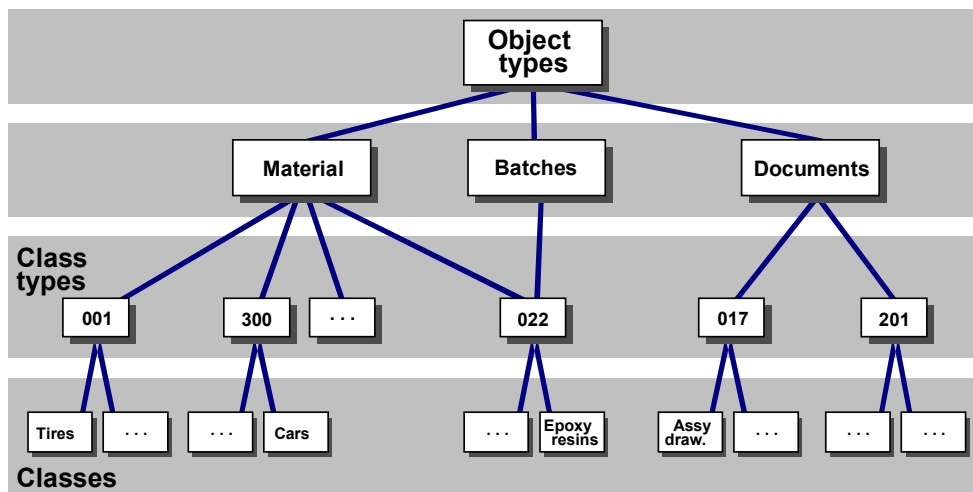 Object
types
Material
Batches
Documents
Class
types
001
300
. . .
022
017
201
Tires
. . .
. . .
Cars
. . .
Epoxy
resins
Assy
draw.
. . .
. . .
. . .
Classes